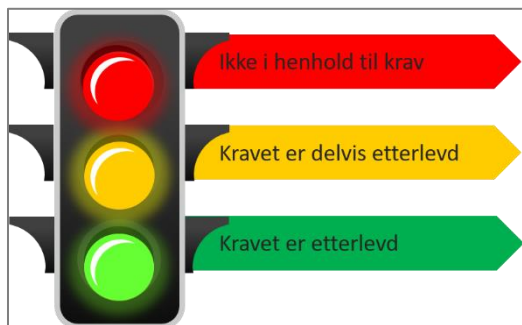 Ikke i henhold til krav
Kravet er delvis etterlevd
Kravet er etterlevd